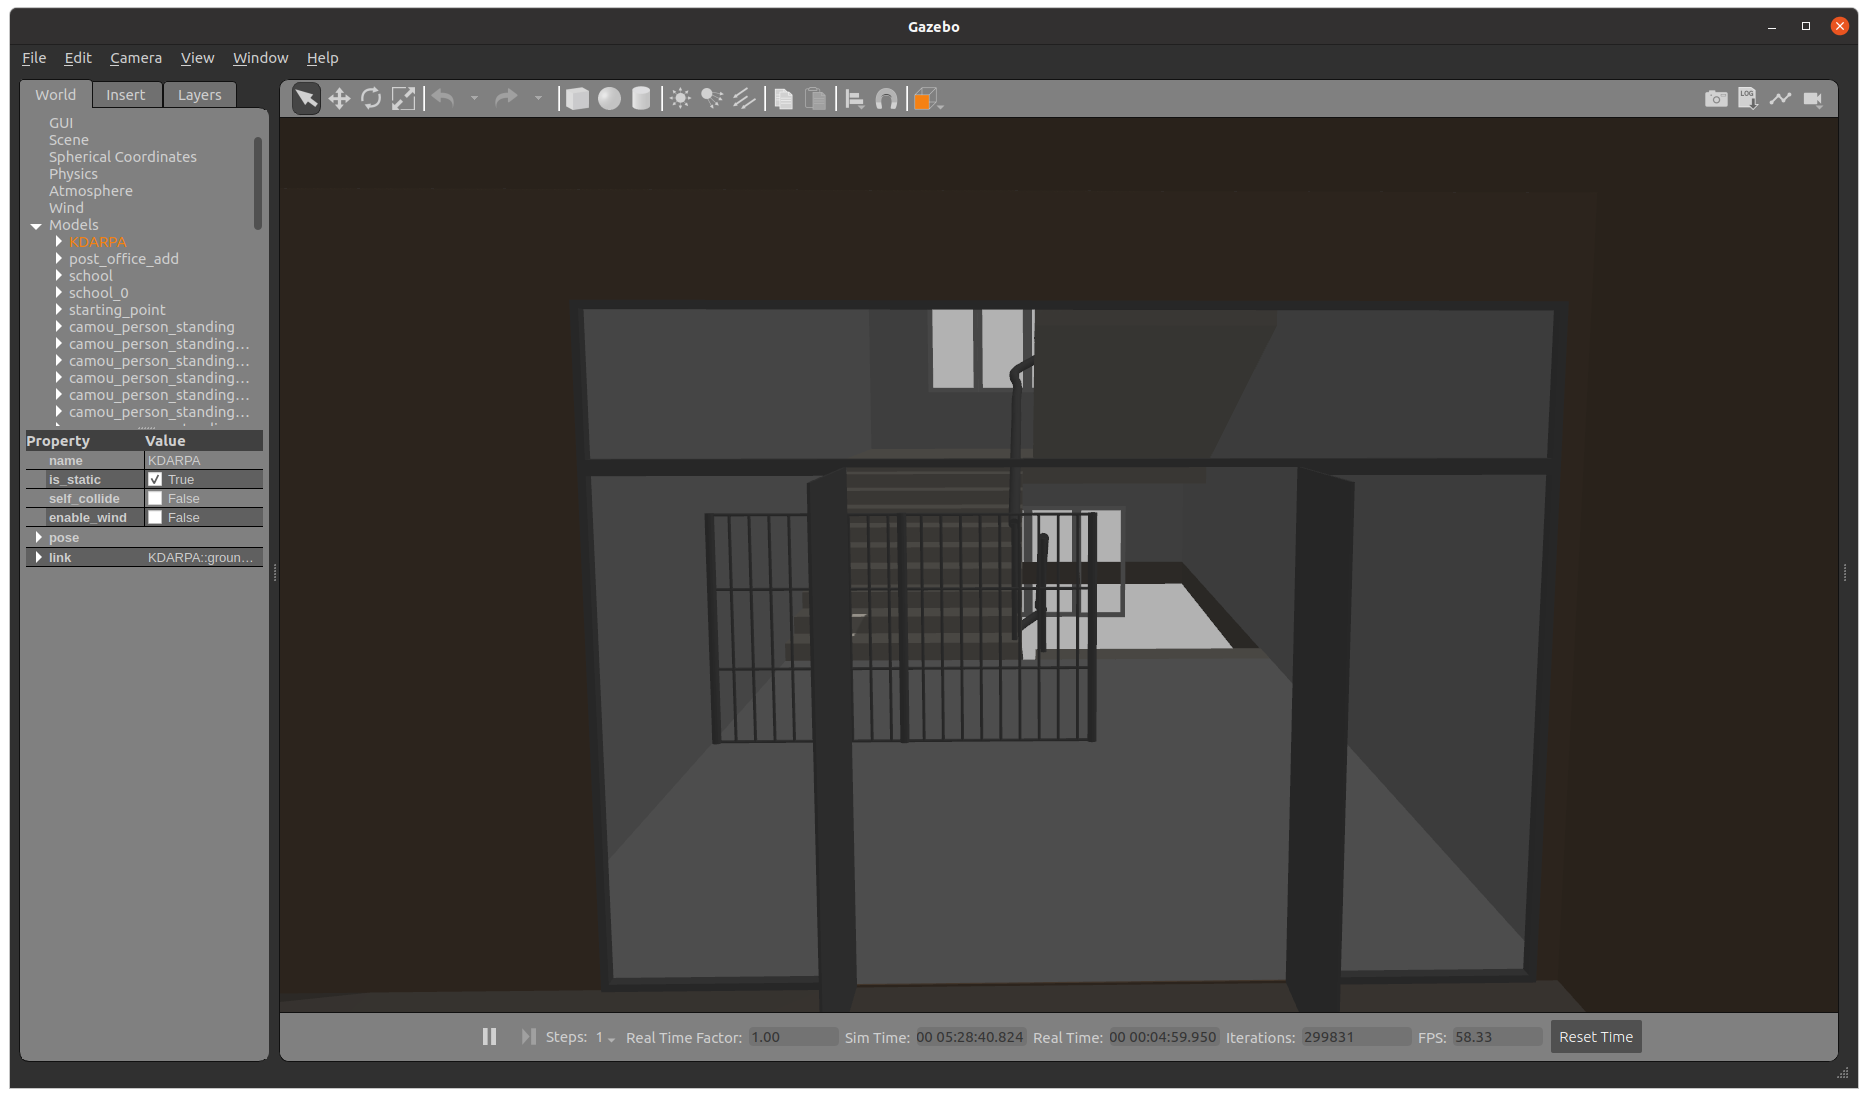 Gazebo
File Edit Camera View Window Help
World Insert Layers
GUI
Scene
Spherical Coordinates
Physics
Atmosphere
Wind
Models
KDARPA
post_office_add
school
school_0
starting_point
camou_person_standing
camou_person_standing...
camou_person_standing...
camou_person_standing...
camou_person_standing...
camou_person_standing...
Property Value
name KDARPA
is_static True
self_collide False
enable_wind False
pose
link KDARPA::groun...
LOG
Steps: 1 Real Time Factor: 1.00 Sim Time: 00 05:28:40.824 Real Time: 00 00:04:59.950 Iterations: 299831 FPS: 58.33 Reset Time